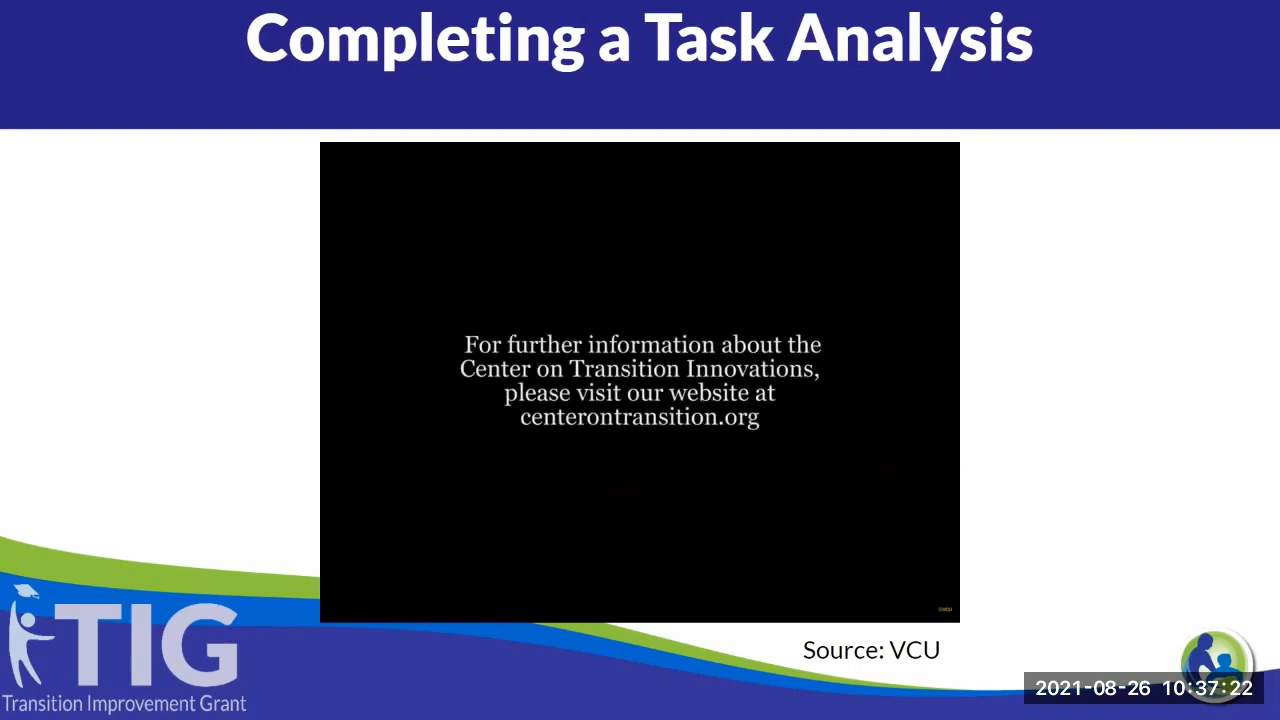 Completing a Task Analysis
For further information about the
Center on Transition Innovations,
please visit our website at
centerontransition.org
©VCU
Source: VCU
TIG
Transition Improvement Grant
2021-08-26 10:37:22